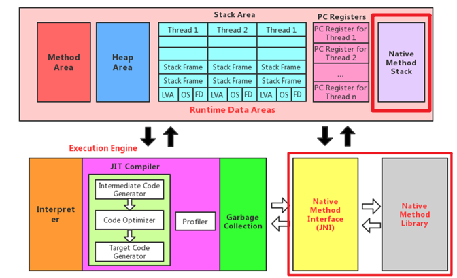 Stack Area
PC Registers
Method
Area
Heap
Area
Thread 1
Thread 2
Thread 1
Stack Frame
Stack Frame
Stack Frame
Stack Frame
Stack Frame
Stack Frame
LVA OS FD LVA OS FD LVA OS FD
PC Register for
Thread 1
PC Register for
Thread 2
...
PC Register for
Thread n
Native
Method
Stack
Runtime Data Areas
Execution Engine
Interpret
er
JIT Compiler
Intermediate Code
Generator
Code Optimizer
Target Code
Generator
Profiler
Garbage
Collection
Native
Method
Interface
(JNI)
Native
Method
Library